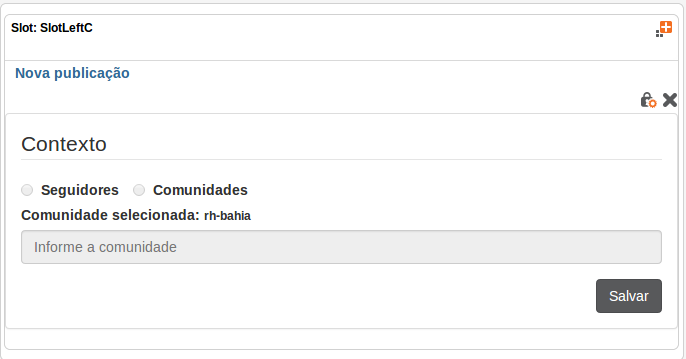 Slot: SlotLeftC
Nova publicação
Contexto
Seguidores Comunidades
Comunidade selecionada: rh-bahia
Informe a comunidade
Salvar